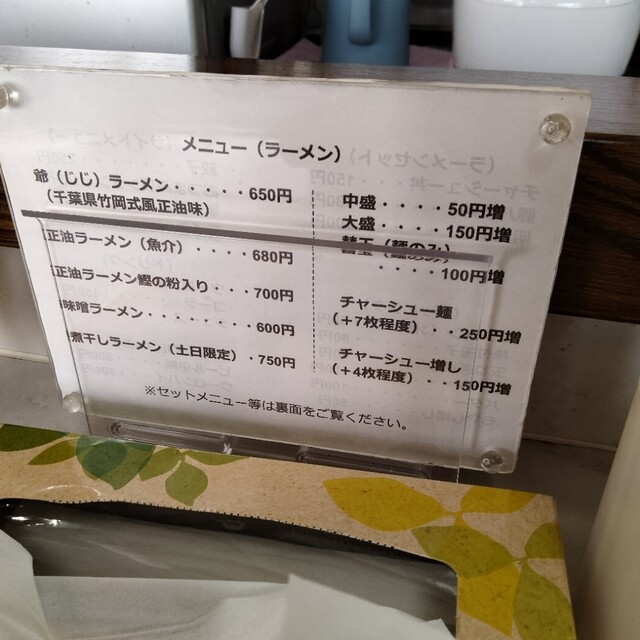 メニュー（ラーメン）
爺（じじ）ラーメン・・・・・650円
（千葉県竹岡式風正油味）
正油ラーメン（魚介）・・・・680円
正油ラーメン鰹の粉入り・・・700円
味噌ラーメン・・・・・・・・600円
煮干しラーメン（土日限定）・750円
中盛・・・・50円増
大盛・・・・150円増
替玉（麺のみ）
・・・・100円増
チャーシュー麺
（＋7枚程度）・・250円増
チャーシュー増し
（＋4枚程度）・・150円増
※セットメニュー等は裏面をご覧ください。